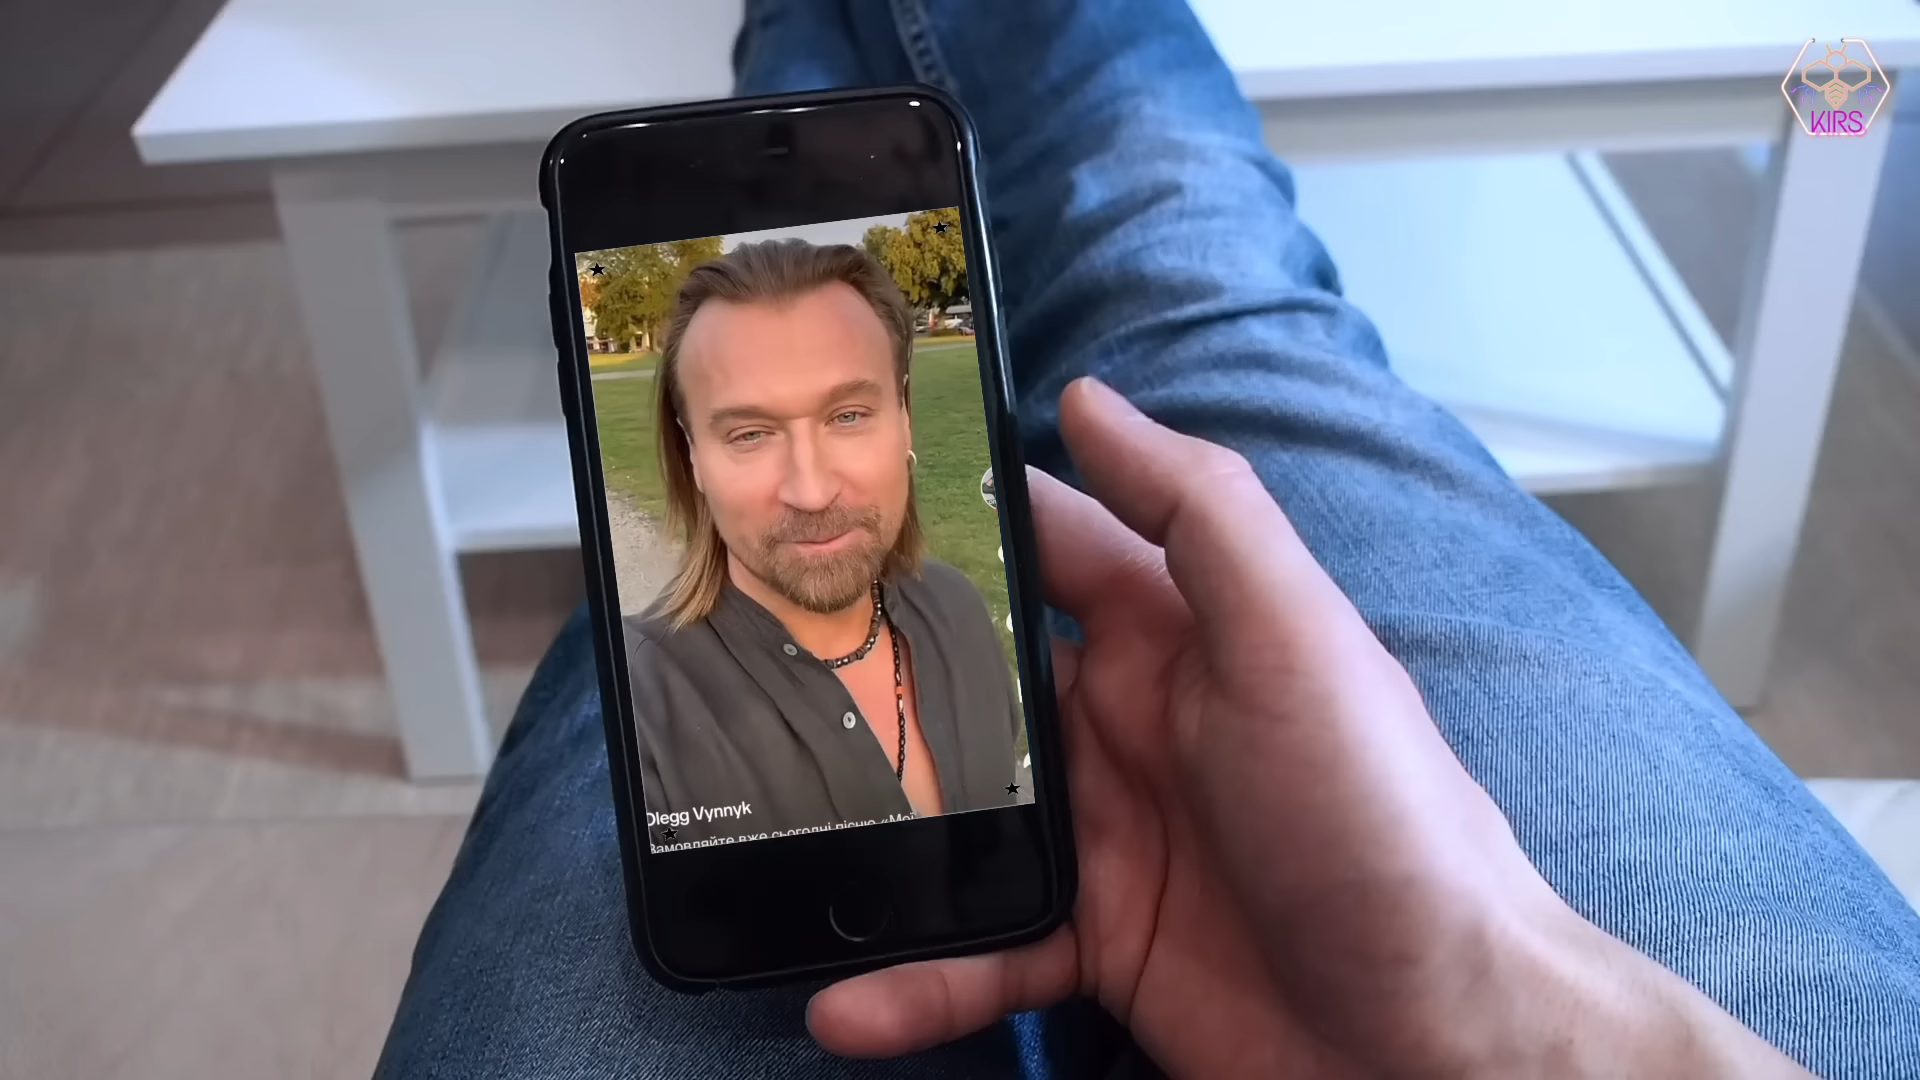 KIRS
Olegg Vynnyk
Замовляйте вже сьогодні пісню «Мої